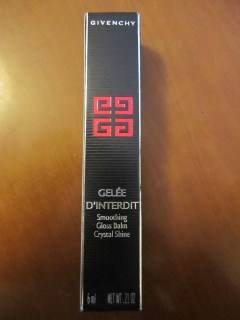 GIVENCHY
GELÉE
D'INTERDIT
Smoothing
Gloss Balm
Crystal Shine
6 ml NET WT. .21 OZ